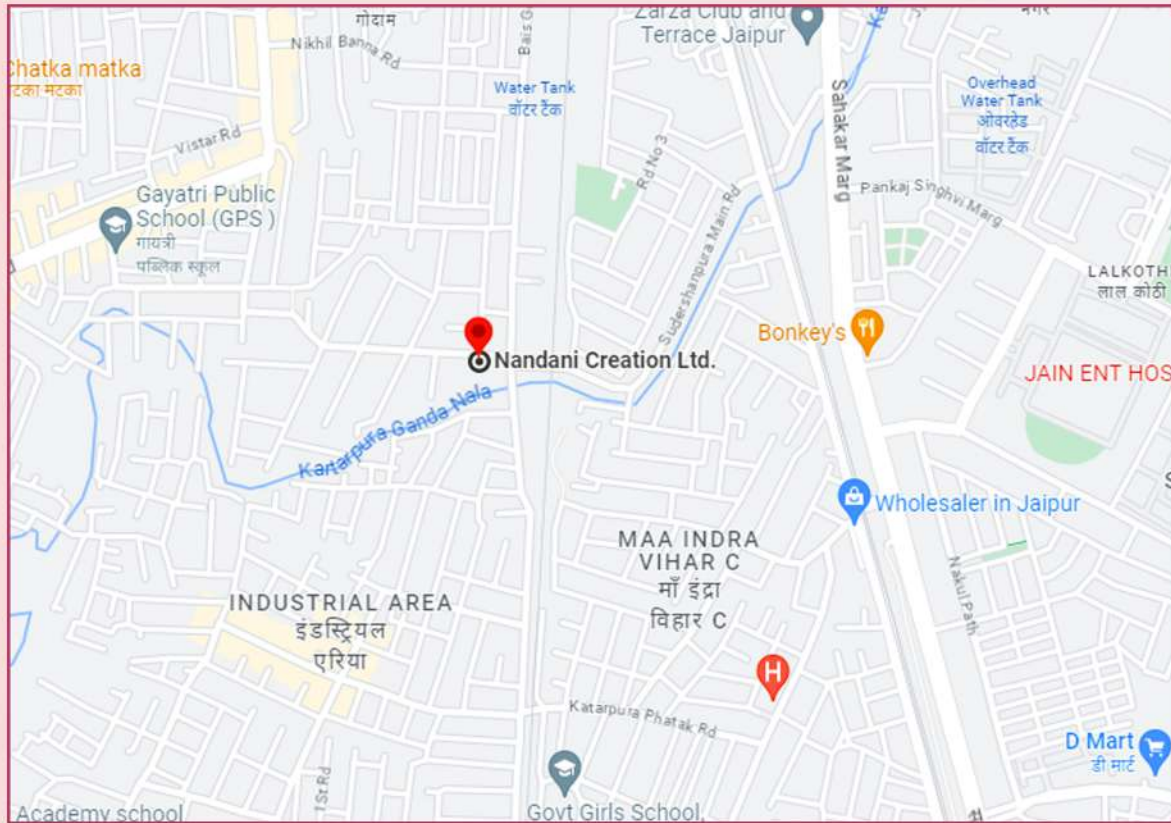 गोदाम
Nikhil Banna Rd
Zarza Club and
Terrace Jaipur
नगर
Chatka matka
टका मटका
Water Tank
वॉटर टैंक
Overhead
Water Tank
ओवरहेड
वॉटर टैंक
Sahakar Marg
Vistar Rd
Rd No 3
Pankaj Singhvi Marg
Gayatri Public
School (GPS )
गायत्री
पब्लिक स्कूल
Sudershanpura Main Rd
LALKOTH
लाल कोठी
Bonkey's
Nandani Creation Ltd.
JAIN ENT HOS
Kartarpura Ganda Nala
Wholesaler in Jaipur
MAA INDRA
VIHAR C
माँ इंद्रा
विहार C
Nakul Path
INDUSTRIAL AREA
इंडस्ट्रियल
एरिया
H
Katarpura Phatak Rd
D Mart
डी मार्ट
1St Rd
Academy school
Govt Girls School,